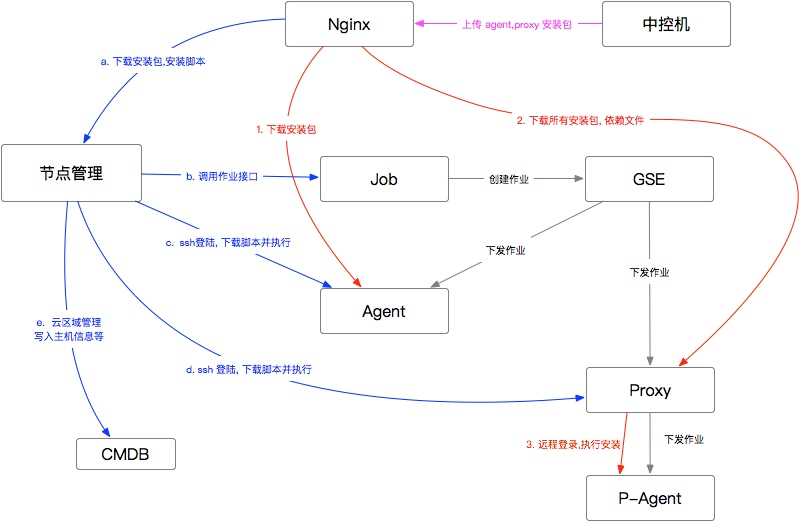 Nginx
上传 agent,proxy 安装包
中控机
a. 下载安装包,安装脚本
1. 下载安装包
2. 下载所有安装包, 依赖文件
节点管理
b. 调用作业接口
Job
创建作业
GSE
c. ssh登陆, 下载脚本并执行
下发作业
下发作业
Agent
e. 云区域管理
写入主机信息等
d. ssh 登陆, 下载脚本并执行
Proxy
CMDB
3. 远程登录,执行安装
下发作业
P-Agent